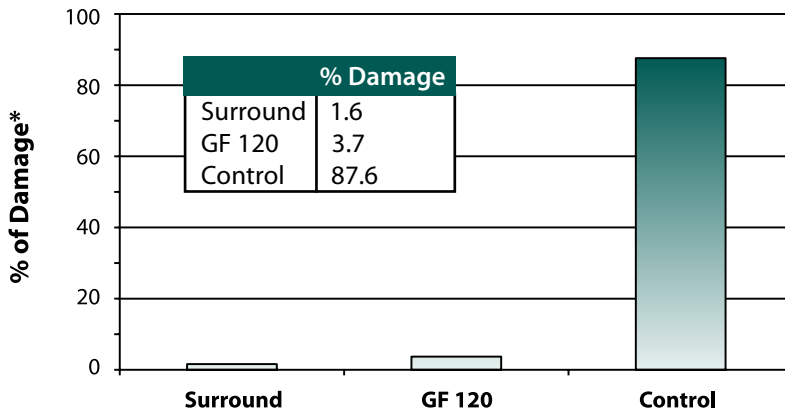 100
80
60
40
20
0
% of Damage*
% Damage
Surround 1.6
GF 120 3.7
Control 87.6
Surround GF 120 Control